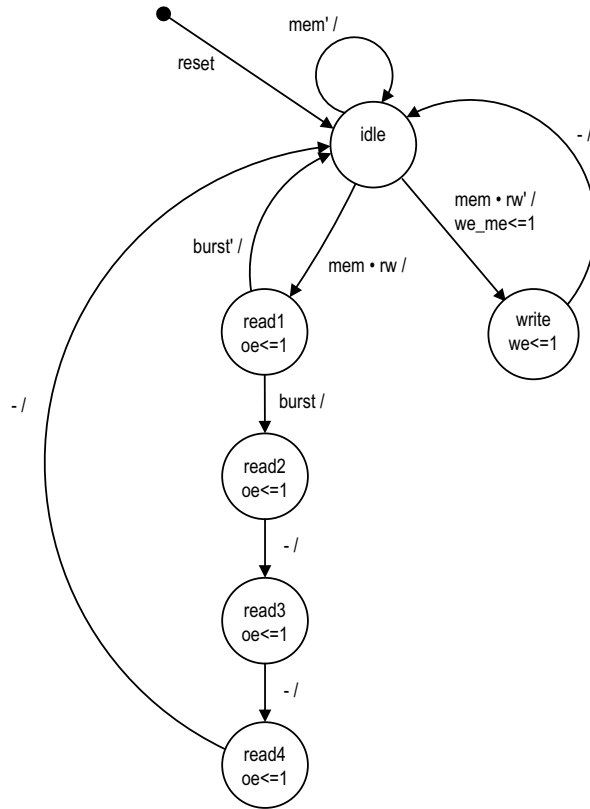 mem' /
reset
idle
- /
mem • rw' /
we_me<=1
burst' /
mem • rw /
read1
oe<=1
write
we<=1
burst /
- /
read2
oe<=1
- /
read3
oe<=1
- /
read4
oe<=1